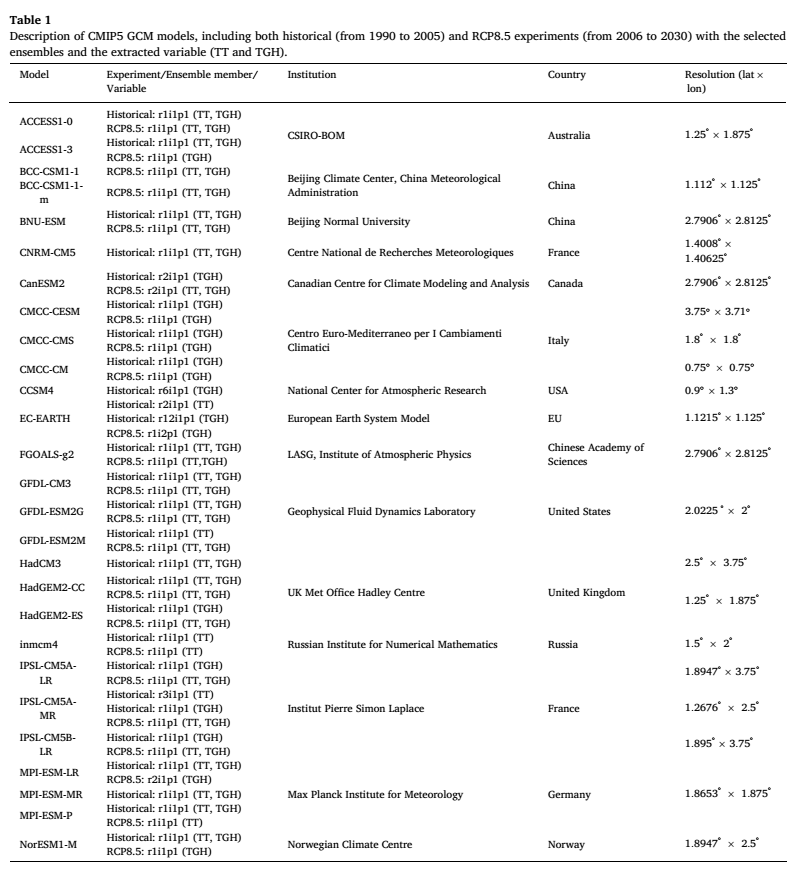 Table 1
Description of CMIP5 GCM models, including both historical (from 1990 to 2005) and RCP8.5 experiments (from 2006 to 2030) with the selected
ensembles and the extracted variable (TT and TGH).
Model Experiment/Ensemble member/ Institution Country Resolution (lat ×
Variable lon)
Historical: r1i1p1 (TT, TGH)
ACCESS1-0
RCP8.5: r1i1p1 (TT, TGH)
CSIRO-BOM Australia 1.25° × 1.875°
Historical: r1i1p1 (TT, TGH)
ACCESS1-3
RCP8.5: r1i1p1 (TGH)
BCC-CSM1-1 RCP8.5: r1i1p1 (TT, TGH)
Beijing Climate Center, China Meteorological
BCC-CSM1-1- RCP8.5: r1i1p1 (TT, TGH) China 1.112° × 1.125°
m Administration
Historical: r1i1p1 (TT, TGH)
BNU-ESM Beijing Normal University China 2.7906° × 2.8125°
RCP8.5: r1i1p1 (TT, TGH)
1.4008° ×
CNRM-CM5 Historical: r1i1p1 (TT, TGH) Centre National de Recherches Meteorologiques France
1.40625°
Historical: r2i1p1 (TGH)
CanESM2 Canadian Centre for Climate Modeling and Analysis Canada 2.7906° × 2.8125°
RCP8.5: r2i1p1 (TT, TGH)
Historical: r1i1p1 (TGH)
CMCC-CESM 3.75° × 3.71°
RCP8.5: r1i1p1 (TGH)
Historical: r1i1p1 (TGH) Centro Euro-Mediterraneo per I Cambiamenti
CMCC-CMS Italy 1.8° × 1.8°
RCP8.5: r1i1p1 (TGH) Climatici
Historical: r1i1p1 (TGH)
CMCC-CM 0.75° × 0.75°
RCP8.5: r1i1p1 (TGH)
CCSM4 Historical: r6i1p1 (TGH) National Center for Atmospheric Research USA 0.9° × 1.3°
Historical: r2i1p1 (TT)
EC-EARTH Historical: r12i1p1 (TGH) European Earth System Model EU 1.1215° × 1.125°
RCP8.5: r1i2p1 (TGH)
Historical: r1i1p1 (TT, TGH) Chinese Academy of
FGOALS-g2 LASG, Institute of Atmospheric Physics 2.7906° × 2.8125°
RCP8.5: r1i1p1 (TT,TGH) Sciences
Historical: r1i1p1 (TT, TGH)
GFDL-CM3
RCP8.5: r1i1p1 (TT, TGH)
Historical: r1i1p1 (TT, TGH)
GFDL-ESM2G Geophysical Fluid Dynamics Laboratory United States 2.0225° × 2°
RCP8.5: r1i1p1 (TT, TGH)
Historical: r1i1p1 (TT)
GFDL-ESM2M
RCP8.5: r1i1p1 (TT, TGH)
HadCM3 Historical: r1i1p1 (TT, TGH) 2.5° × 3.75°
Historical: r1i1p1 (TT, TGH)
HadGEM2-CC UK Met Office Hadley Centre United Kingdom
RCP8.5: r1i1p1 (TT, TGH)
1.25° × 1.875°
Historical: r1i1p1 (TGH)
HadGEM2-ES
RCP8.5: r1i1p1 (TT, TGH)
Historical: r1i1p1 (TT)
inmcm4 Russian Institute for Numerical Mathematics Russia 1.5° × 2°
RCP8.5: r1i1p1 (TT)
IPSL-CM5A- Historical: r1i1p1 (TGH)
1.8947° × 3.75°
LR RCP8.5: r1i1p1 (TT, TGH)
Historical: r3i1p1 (TT)
IPSL-CM5A- Historical: r1i1p1 (TGH) Institut Pierre Simon Laplace France 1.2676° × 2.5°
MR RCP8.5: r1i1p1 (TT, TGH)
IPSL-CM5B- Historical: r1i1p1 (TGH)
1.895° × 3.75°
LR RCP8.5: r1i1p1 (TT, TGH)
Historical: r1i1p1 (TT, TGH)
MPI-ESM-LR
RCP8.5: r2i1p1 (TGH)
MPI-ESM-MR Historical: r1i1p1 (TT, TGH) Max Planck Institute for Meteorology Germany 1.8653° × 1.875°
Historical: r1i1p1 (TT, TGH)
MPI-ESM-P
RCP8.5: r1i1p1 (TT)
Historical: r1i1p1 (TT, TGH)
NorESM1-M Norwegian Climate Centre Norway 1.8947° × 2.5°
RCP8.5: r1i1p1 (TGH)